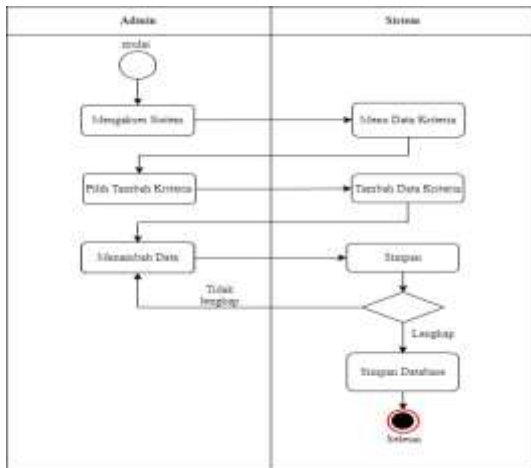 Admin
Sistem
mulai
Mengakses Sistem
Menu Data Kriteria
Pilih Tambah Kriteria
Tambah Data Kriteria
Menambah Data
Simpan
Tidak
lengkap
Lengkap
Simpan Database
Selesai